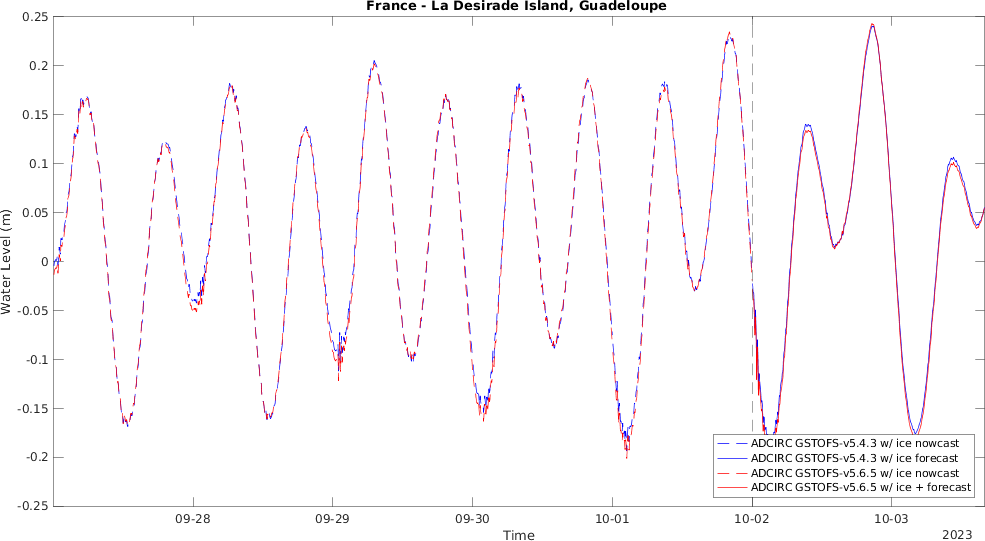 France - La Desirade Island, Guadeloupe
0.25
0.2
0.15
0.1
0.05
0
-0.05
-0.1
-0.15
-0.2
-0.25
Water Level (m)
ADCIRC GSTOFS-v5.4.3 w/ ice nowcast
ADCIRC GSTOFS-v5.4.3 w/ ice forecast
ADCIRC GSTOFS-v5.6.5 w/ ice nowcast
ADCIRC GSTOFS-v5.6.5 w/ ice + forecast
09-28 09-29 09-30 10-01 10-02 10-03
Time
2023